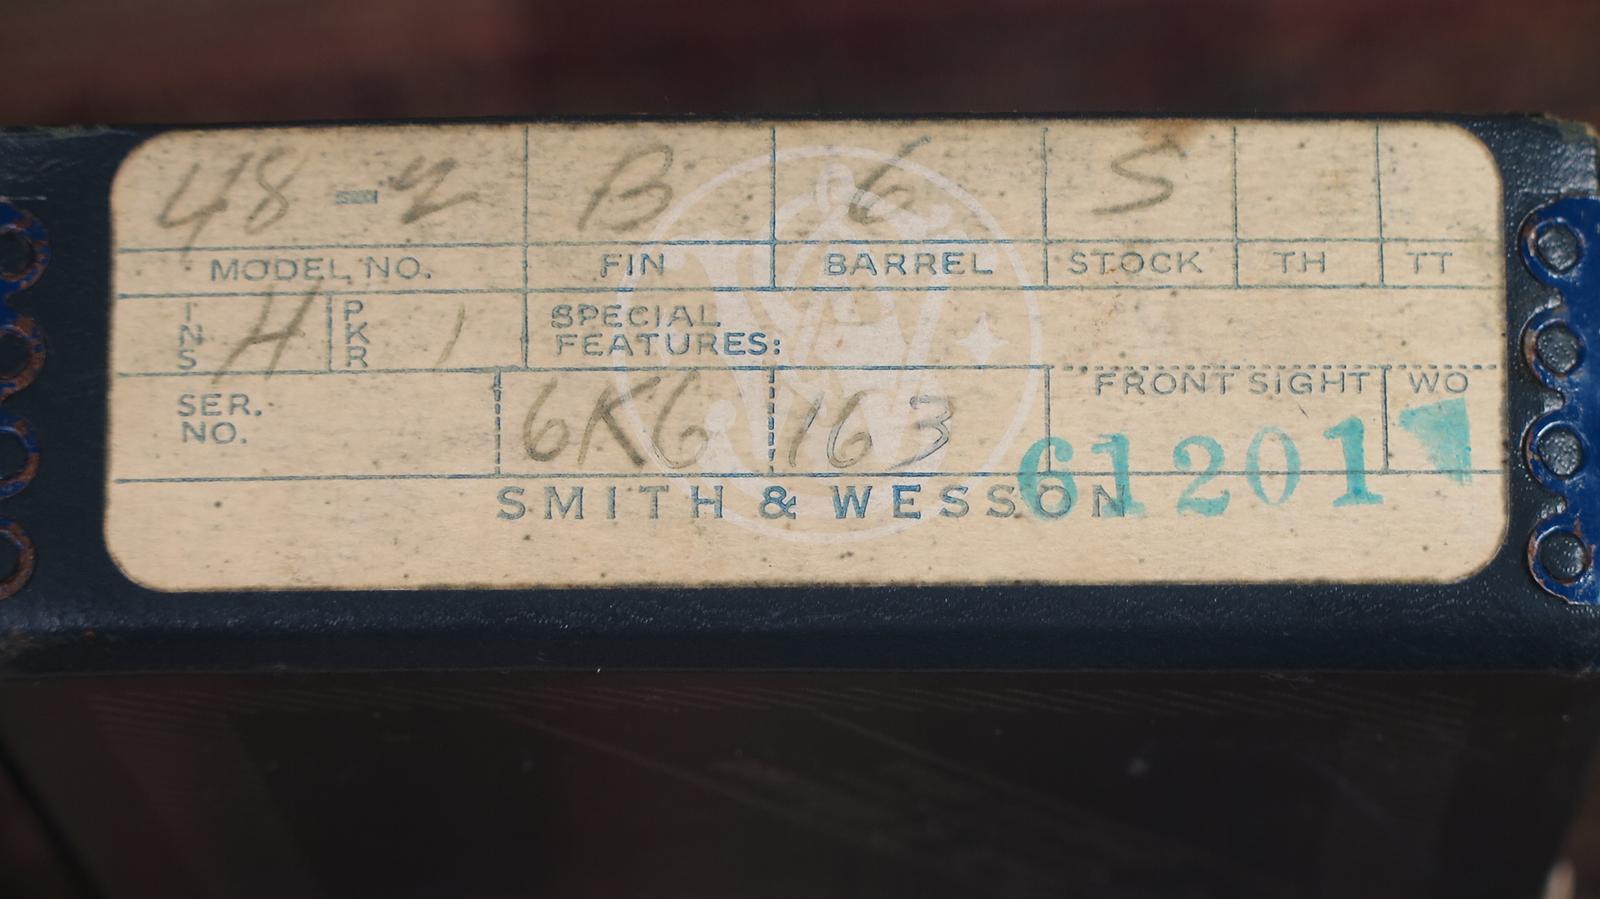 48-2 B 6 S
MODEL NO. FIN BARREL STOCK TH TT
INS H PKR 1 SPECIAL
FEATURES:
FRONT SIGHT WO
SER.
NO. 6K6 163
61201
SMITH & WESSON